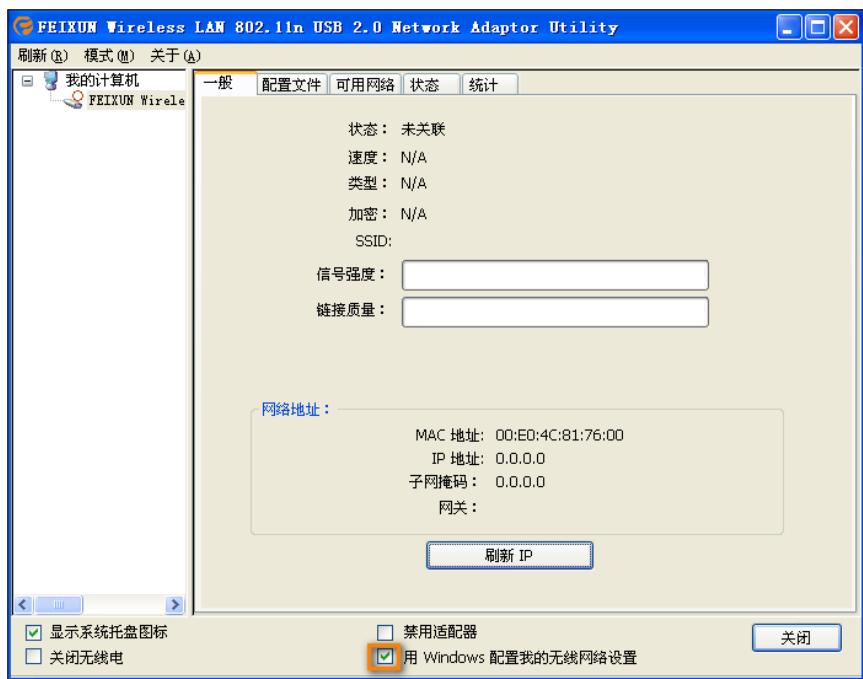 FEIXUN Wireless LAN 802.11n USB 2.0 Network Adaptor Utility
刷新(R) 模式(M) 关于(A)
我的计算机
FEIXUN Wirele
一般 配置文件 可用网络 状态 统计
状态: 未关联
速度: N/A
类型: N/A
加密: N/A
SSID:
信号强度:
链接质量:
网络地址:
MAC 地址: 00:E0:4C:81:76:00
IP 地址: 0.0.0.0
子网掩码: 0.0.0.0
网关:
刷新 IP
显示系统托盘图标 禁用适配器 关闭
关闭无线电 用 Windows 配置我的无线网络设置